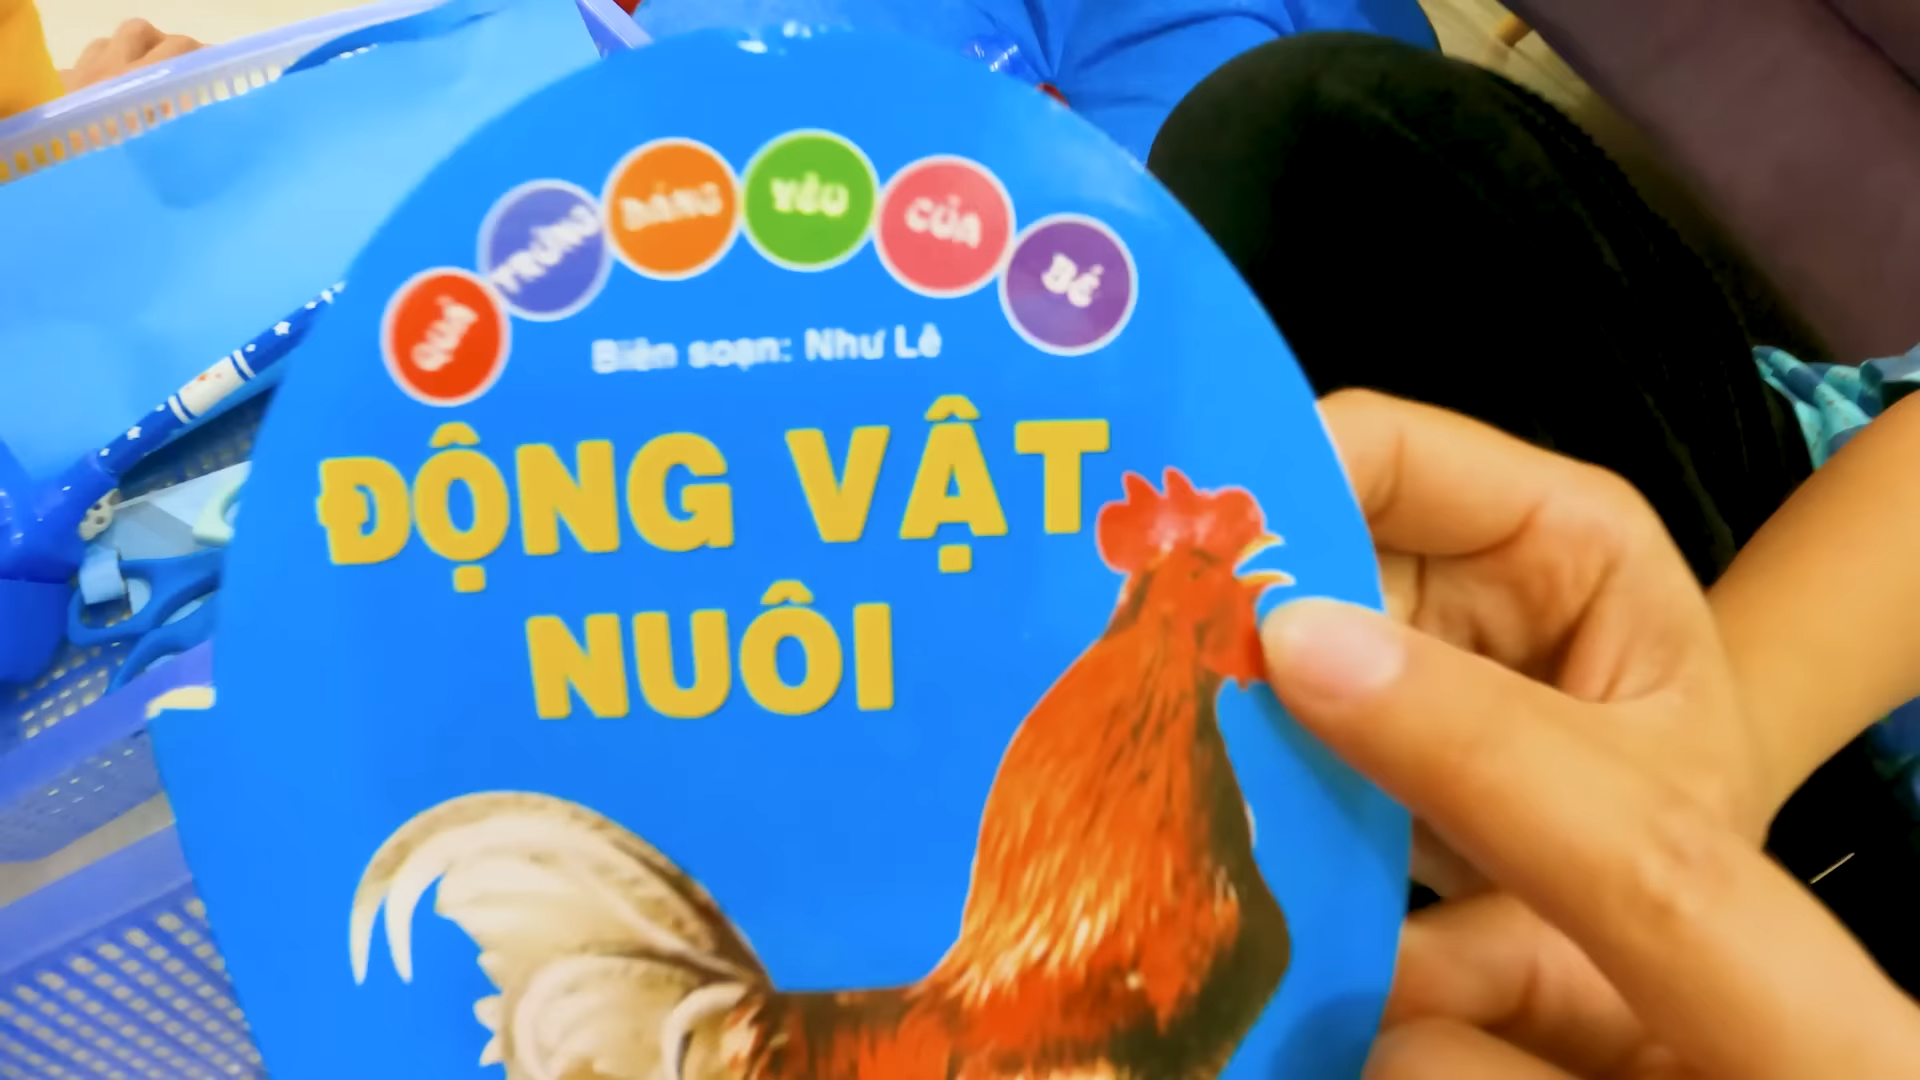 QUẢ TRỨNG ĐÁNG YÊU CỦA BÉ
Biên soạn: Như Lê
ĐỘNG VẬT
NUÔI